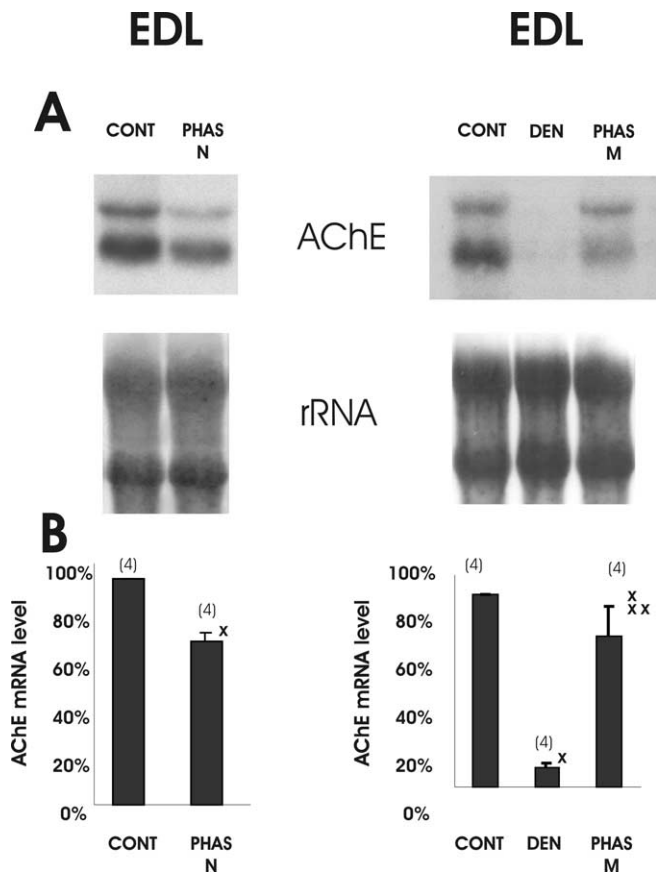 EDL
EDL
A
CONT PHAS
N
CONT DEN PHAS
M
AChE
rRNA
B
AChE mRNA level
100%
80%
60%
40%
20%
0%
(4)
(4)
x
CONT PHAS
N
AChE mRNA level
100%
80%
60%
40%
20%
0%
(4)
(4)
x
(4)
x
x x
CONT DEN PHAS
M